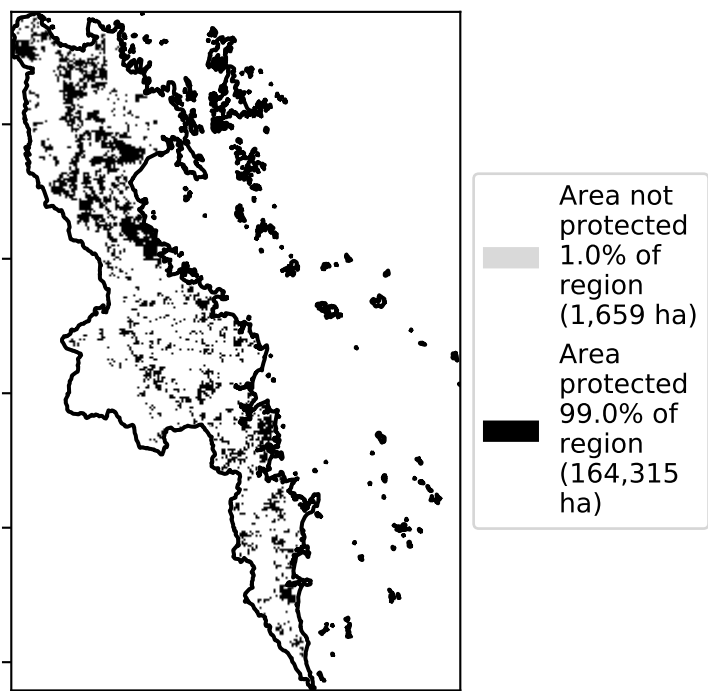 Area not
protected
1.0% of
region
(1,659 ha)
Area
protected
99.0% of
region
(164,315
ha)